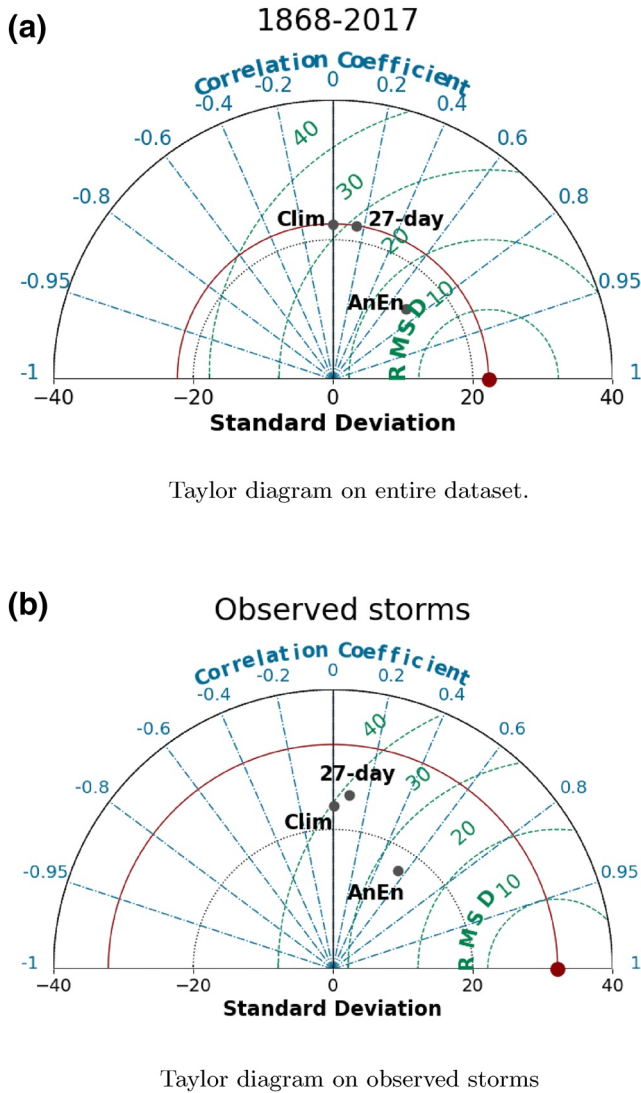 (a)
1868-2017
Correlation Coefficient
-0.2 0 0.2
-0.4 0.4
-0.6 0.6
-0.8 0.8
-0.95 0.95
-1 1
40
30
20
10
Clim 27-day
AnEn
RMSD
−40 −20 0 20 40
Standard Deviation
Taylor diagram on entire dataset.
(b)
Observed storms
Correlation Coefficient
-0.2 0 0.2
-0.4 0.4
-0.6 0.6
-0.8 0.8
-0.95 0.95
-1 1
40
30
20
10
27-day
Clim
AnEn
RMSD
−40 −20 0 20 40
Standard Deviation
Taylor diagram on observed storms